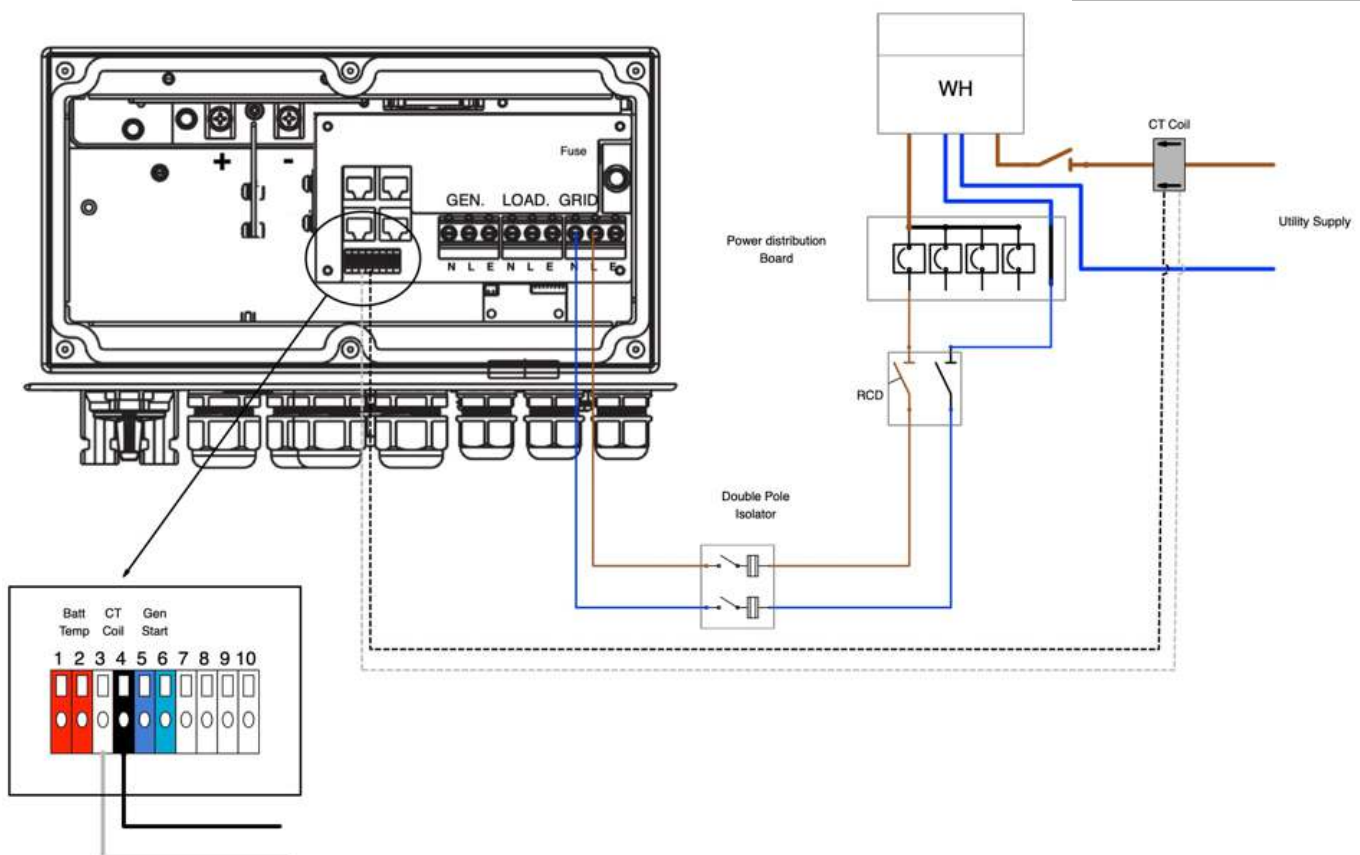 WH
CT Coil
Utility Supply
Fuse
+ -
GEN. LOAD. GRID
N L E N L E N L E
Power distribution
Board
RCD
Double Pole
Isolator
Batt
Temp
CT
Coil
Gen
Start
1 2 3 4 5 6 7 8 9 10